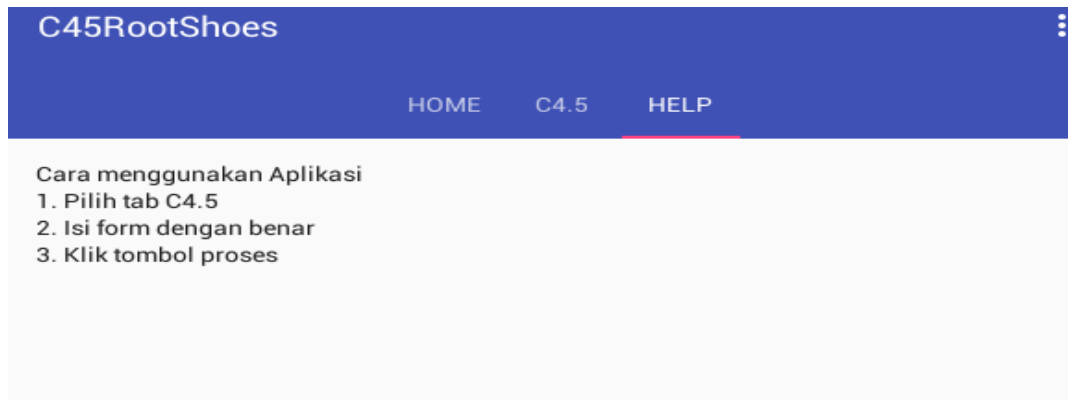 C45RootShoes
HOME C4.5 HELP
Cara menggunakan Aplikasi
1. Pilih tab C4.5
2. Isi form dengan benar
3. Klik tombol proses